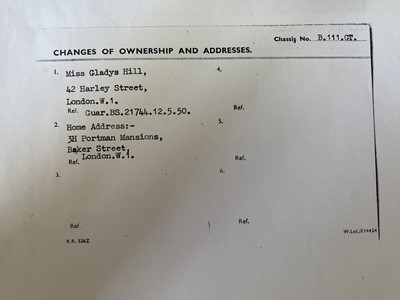 Chassis No. B.111.GT.
CHANGES OF OWNERSHIP AND ADDRESSES.
1. Miss Gladys Hill,
42 Harley Street,
London.W.1.
Ref. Guar.BS.21744.12.5.50.
2. Home Address:-
3H Portman Mansions,
Baker Street,
London.W.1.
Ref.
3.
Ref.
4.
Ref.
5.
Ref.
6.
Ref.
R.R. 536Z
W.Ltd./